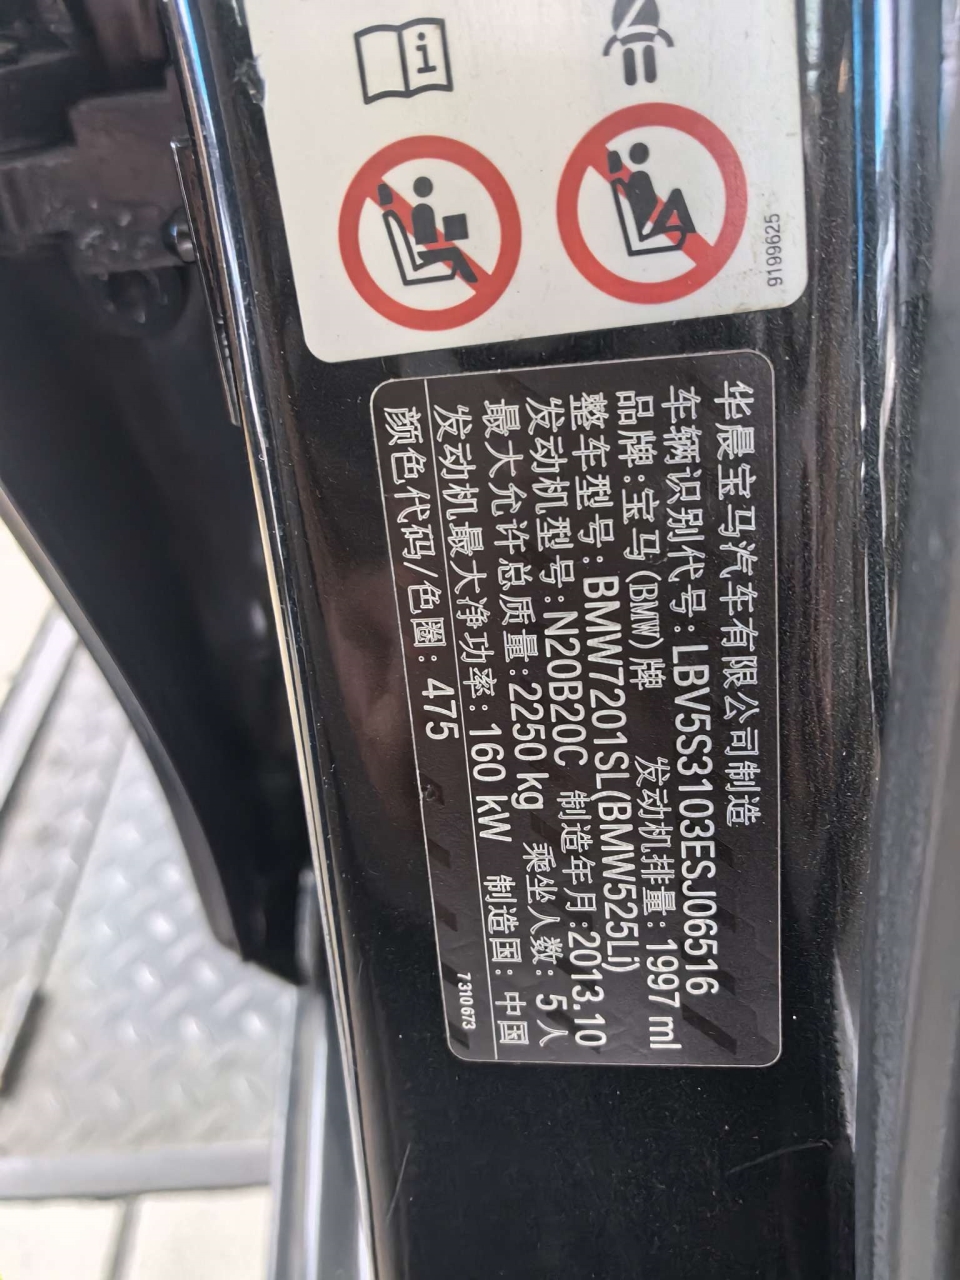 9199625
华晨宝马汽车有限公司制造
车辆识别代号:LBV5S3103ESJ06516
品牌:宝马(BMW)牌 发动机排量:1997 ml
整车型号:BMW7201SL(BMW525Li)
发动机型号:N20B20C 制造年月:2013.10
最大允许总质量:2250 kg 乘坐人数:5人
发动机最大净功率:160 kW 制造国:中国
颜色代码/色圈:475
7310673